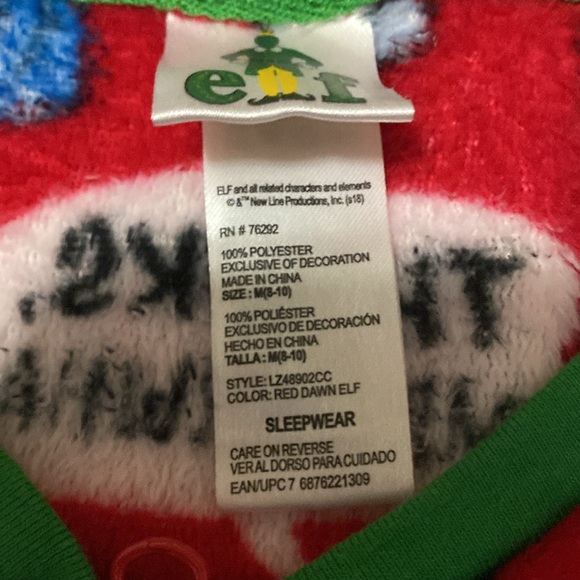 elf
ELF and all related characters and elements
© &™ New Line Productions, Inc. (s18)
RN # 76292
100% POLYESTER
EXCLUSIVE OF DECORATION
MADE IN CHINA
SIZE : M(8-10)
100% POLIÉSTER
EXCLUSIVO DE DECORACIÓN
HECHO EN CHINA
TALLA : M(8-10)
STYLE: LZ48902CC
COLOR: RED DAWN ELF
SLEEPWEAR
CARE ON REVERSE
VER AL DORSO PARA CUIDADO
EAN/UPC 7 6876221309